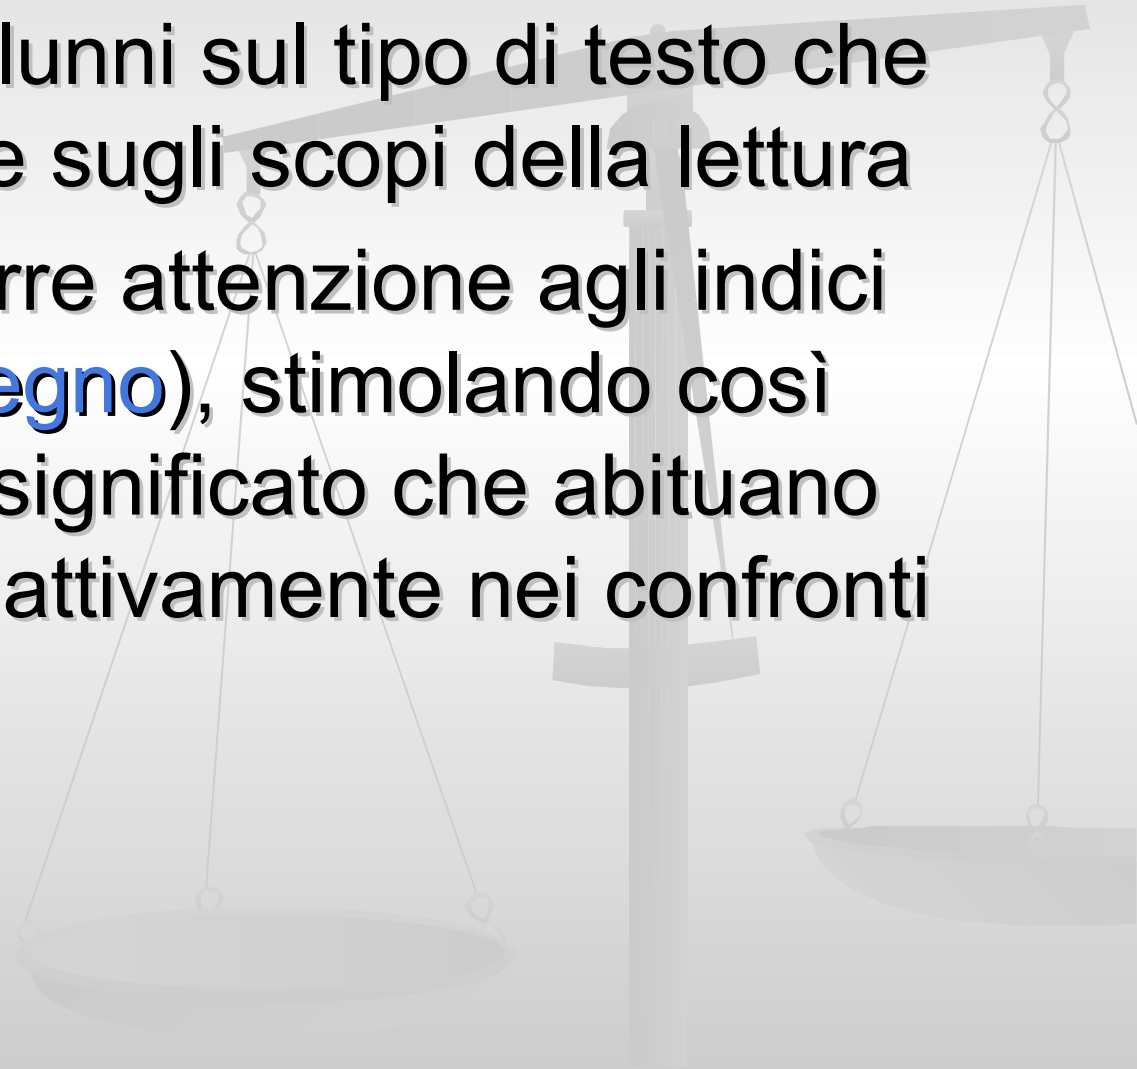 lunni sul tipo di testo che
e sugli scopi della lettura
rre attenzione agli indici
egno), stimolando così
significato che abituano
attivamente nei confronti